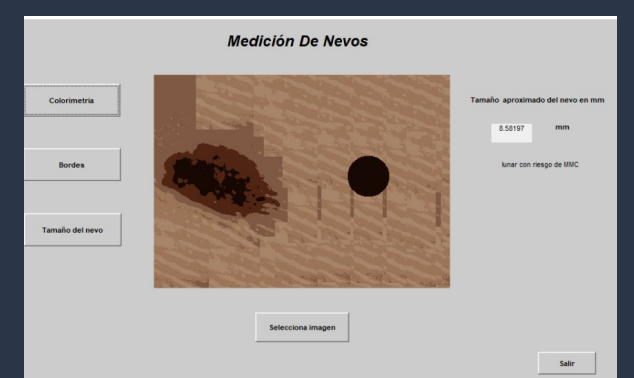 Medición De Nevos
Colorimetria
Tamaño aproximado del nevo en mm
8.58197 mm
Bordes
lunar con riesgo de MMC
Tamaño del nevo
Selecciona imagen
Salir